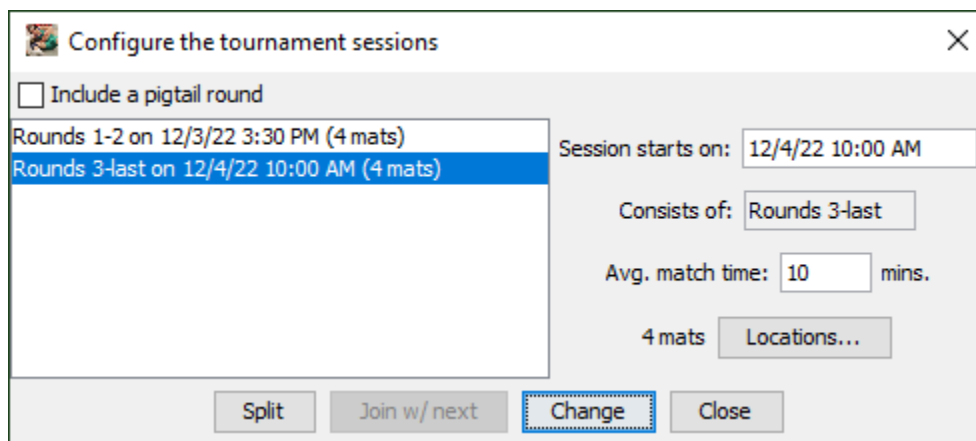 Configure the tournament sessions
Include a pigtail round
Rounds 1-2 on 12/3/22 3:30 PM (4 mats)
Rounds 3-last on 12/4/22 10:00 AM (4 mats)
Session starts on: 12/4/22 10:00 AM
Consists of: Rounds 3-last
Avg. match time: 10 mins.
4 mats Locations...
Split Join w/ next Change Close